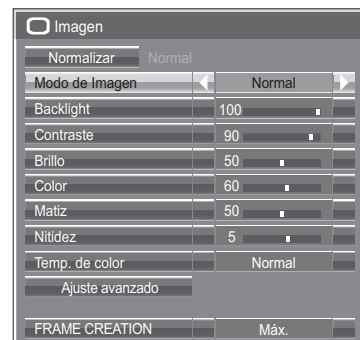 Imagen
Normalizar Normal
Modo de Imagen Normal
Backlight 100
Contraste 90
Brillo 50
Color 60
Matiz 50
Nitidez 5
Temp. de color Normal
Ajuste avanzado
FRAME CREATION Máx.